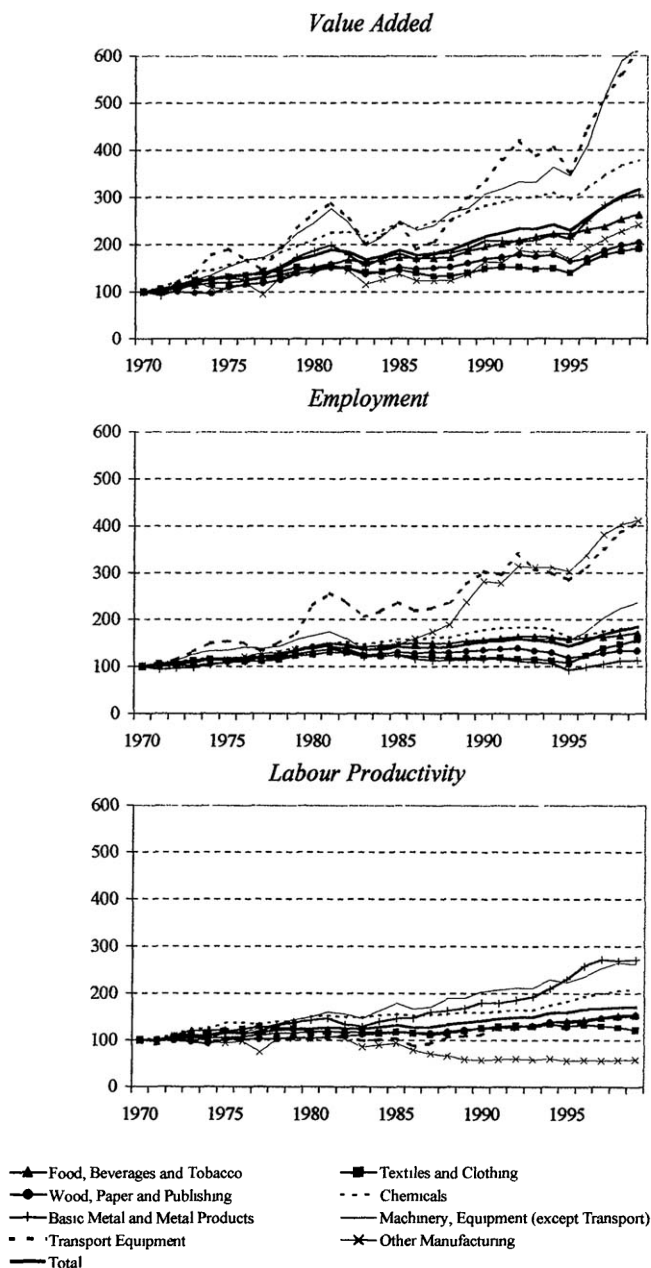 Value Added
600
500
400
300
200
100
0
1970 1975 1980 1985 1990 1995
Employment
600
500
400
300
200
100
0
1970 1975 1980 1985 1990 1995
Labour Productivity
600
500
400
300
200
100
0
1970 1975 1980 1985 1990 1995
Food, Beverages and Tobacco Textiles and Clothing
Wood, Paper and Publishing Chemicals
Basic Metal and Metal Products Machinery, Equipment (except Transport)
Transport Equipment Other Manufacturing
Total